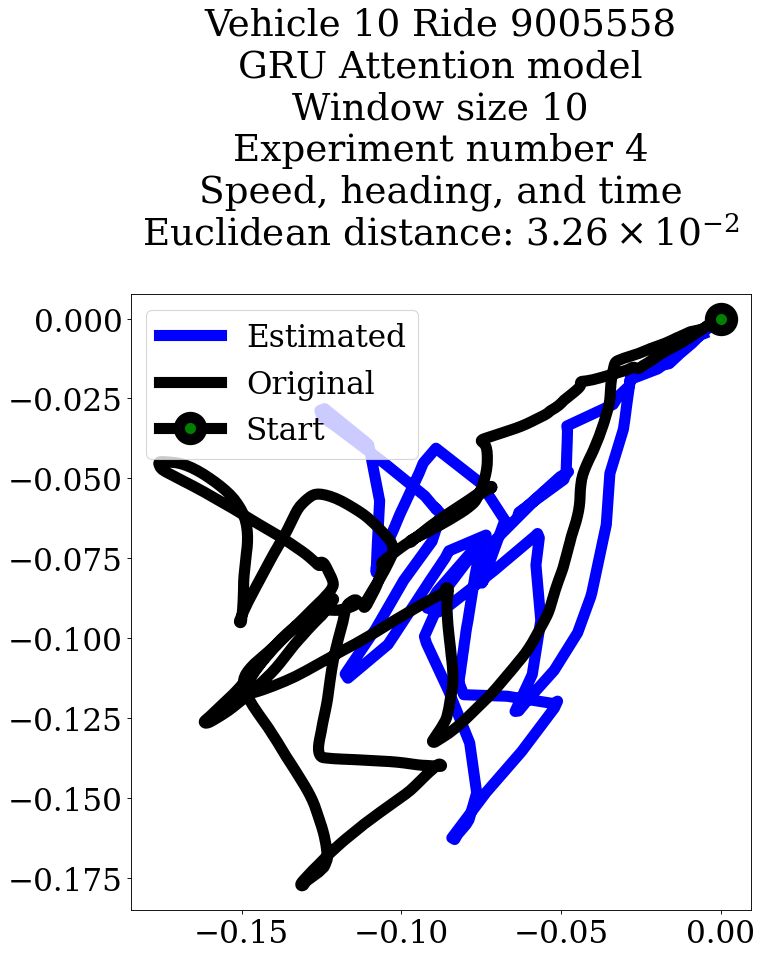 Vehicle 10 Ride 9005558
GRU Attention model
Window size 10
Experiment number 4
Speed, heading, and time
Euclidean distance: 3.26 × 10⁻²
Estimated
Original
Start
0.000
−0.025
−0.050
−0.075
−0.100
−0.125
−0.150
−0.175
−0.15
−0.10
−0.05
0.00